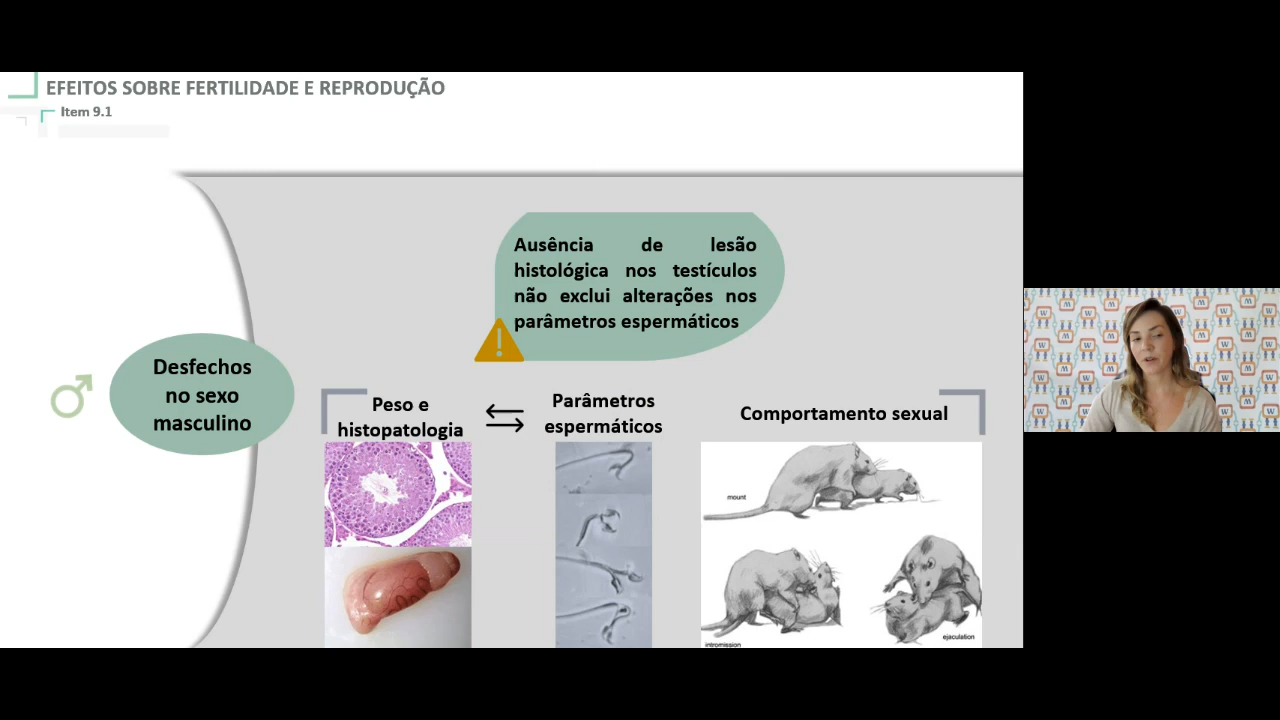 EFEITOS SOBRE FERTILIDADE E REPRODUÇÃO
Item 9.1
Ausência de lesão
histológica nos testículos
não exclui alterações nos
parâmetros espermáticos
Desfechos
no sexo
masculino
Peso e
histopatologia
Parâmetros
espermáticos
Comportamento sexual
mount
intromission
ejaculation